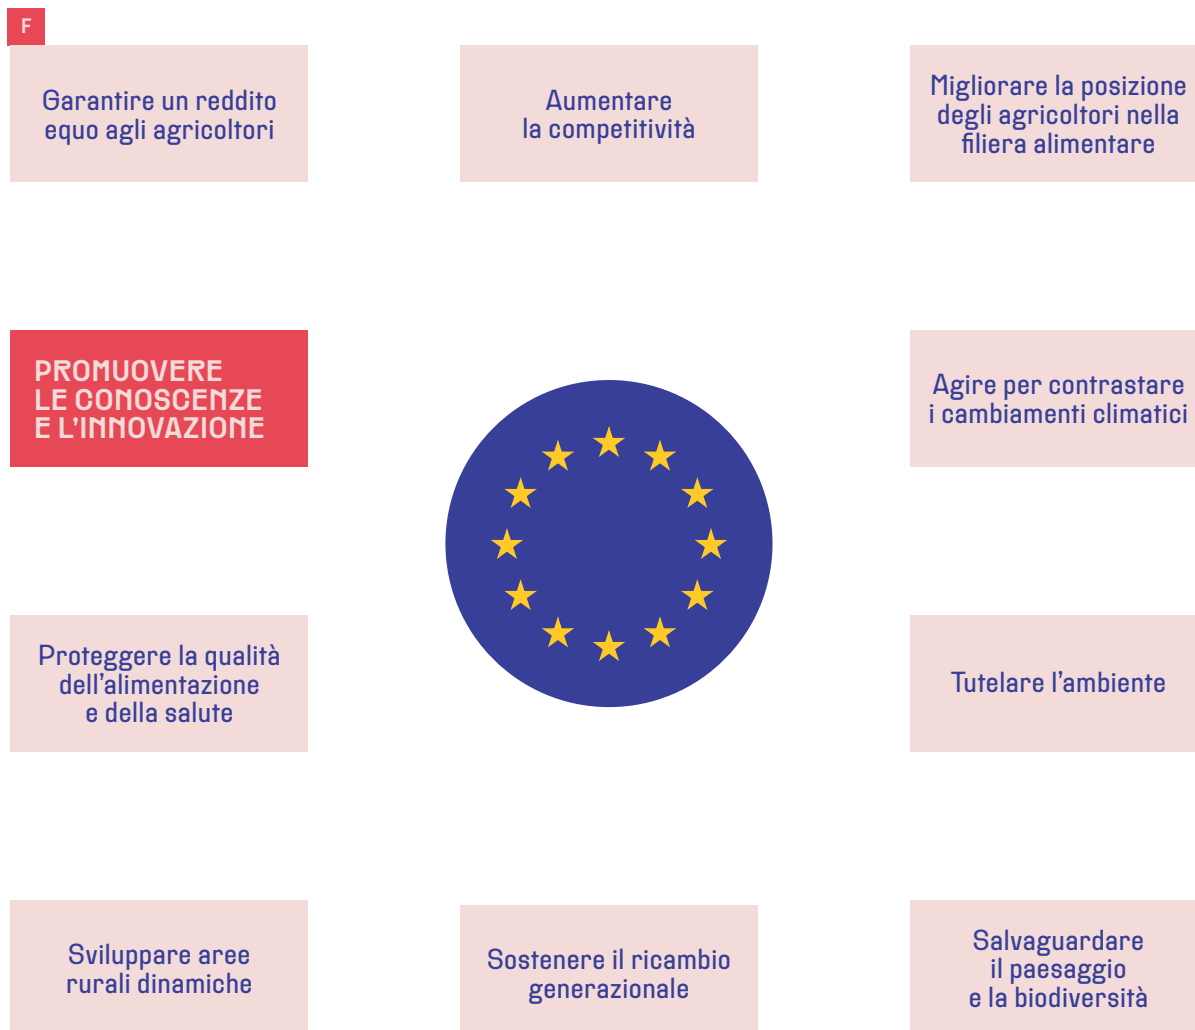 F
Garantire un reddito
equo agli agricoltori
Aumentare
la competitività
Migliorare la posizione
degli agricoltori nella
filiera alimentare
PROMUOVERE
LE CONOSCENZE
E L'INNOVAZIONE
Agire per contrastare
i cambiamenti climatici
Proteggere la qualità
dell’alimentazione
e della salute
Tutelare l’ambiente
Sviluppare aree
rurali dinamiche
Sostenere il ricambio
generazionale
Salvaguardare
il paesaggio
e la biodiversità